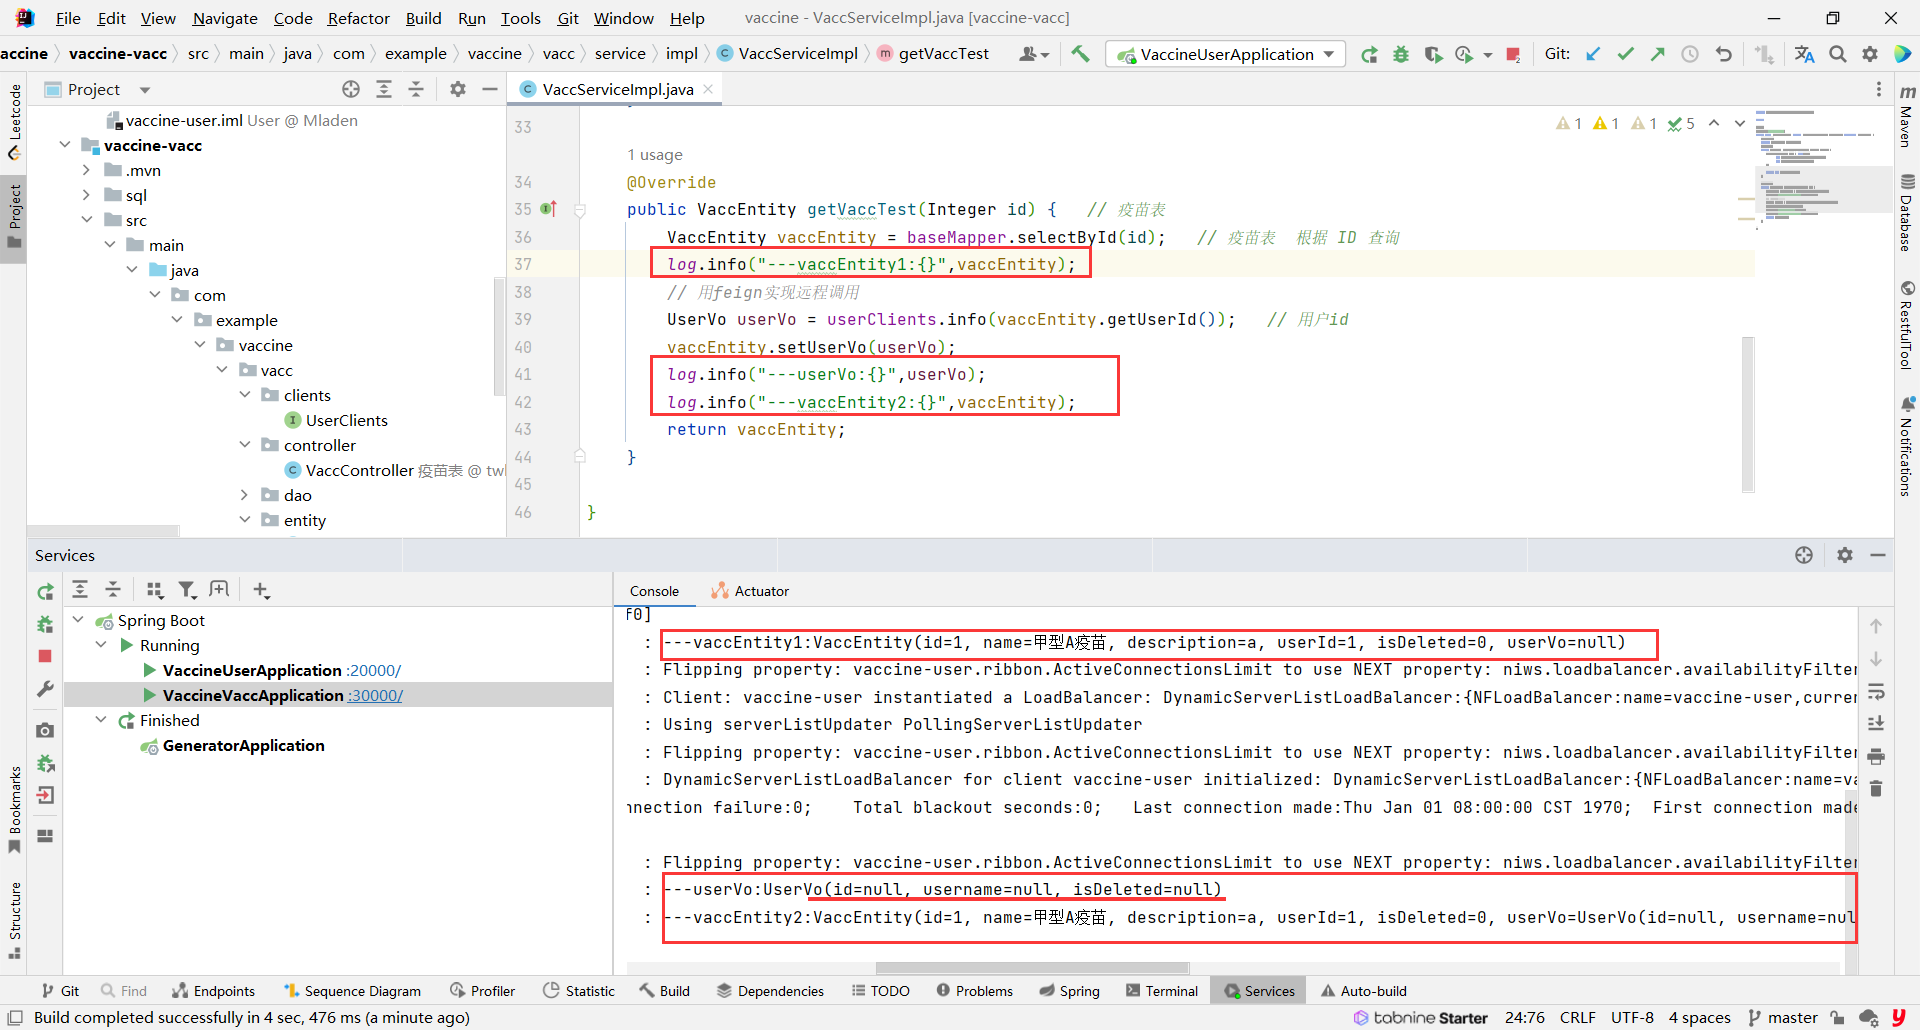 File Edit View Navigate Code Refactor Build Run Tools Git Window Help vaccine - VaccServiceImpl.java [vaccine-vacc]
accine vaccine-vacc src main java com example vaccine vacc service impl VaccServiceImpl getVaccTest VaccineUserApplication Git:
Project VaccServiceImpl.java
Leetcode
Project
Bookmarks
Structure
vaccine-user.iml User @ Mladen
vaccine-vacc
.mvn
sql
src
main
java
com
example
vaccine
vacc
clients
UserClients
controller
VaccController 疫苗表 @ twl
dao
entity
1 1 1 5
33
1 usage
34 @Override
35 public VaccEntity getVaccTest(Integer id) { // 疫苗表
36 VaccEntity vaccEntity = baseMapper.selectById(id); // 疫苗表 根据 ID 查询
37 log.info("---vaccEntity1:{}",vaccEntity);
38 // 用feign实现远程调用
39 UserVo userVo = userClients.info(vaccEntity.getUserId()); // 用户id
40 vaccEntity.setUserVo(userVo);
41 log.info("---userVo:{}",userVo);
42 log.info("---vaccEntity2:{}",vaccEntity);
43 return vaccEntity;
44 }
45
46 }
Maven
Database
RestfulTool
Notifications
Services
Spring Boot
Running
VaccineUserApplication :20000/
VaccineVaccApplication :30000/
Finished
GeneratorApplication
Console Actuator
f0]
: ---vaccEntity1:VaccEntity(id=1, name=甲型A疫苗, description=a, userId=1, isDeleted=0, userVo=null)
: Flipping property: vaccine-user.ribbon.ActiveConnectionsLimit to use NEXT property: niws.loadbalancer.availabilityFilter
: Client: vaccine-user instantiated a LoadBalancer: DynamicServerListLoadBalancer:{NFLoadBalancer:name=vaccine-user,curren
: Using serverListUpdater PollingServerListUpdater
: Flipping property: vaccine-user.ribbon.ActiveConnectionsLimit to use NEXT property: niws.loadbalancer.availabilityFilter
: DynamicServerListLoadBalancer for client vaccine-user initialized: DynamicServerListLoadBalancer:{NFLoadBalancer:name=va
nnection failure:0; Total blackout seconds:0; Last connection made:Thu Jan 01 08:00:00 CST 1970; First connection made
: Flipping property: vaccine-user.ribbon.ActiveConnectionsLimit to use NEXT property: niws.loadbalancer.availabilityFilter
: ---userVo:UserVo(id=null, username=null, isDeleted=null)
: ---vaccEntity2:VaccEntity(id=1, name=甲型A疫苗, description=a, userId=1, isDeleted=0, userVo=UserVo(id=null, username=nul
Git Find Endpoints Sequence Diagram Profiler Statistic Build Dependencies TODO Problems Spring Terminal Services Auto-build
Build completed successfully in 4 sec, 476 ms (a minute ago) tabnine Starter 24:76 CRLF UTF-8 4 spaces master